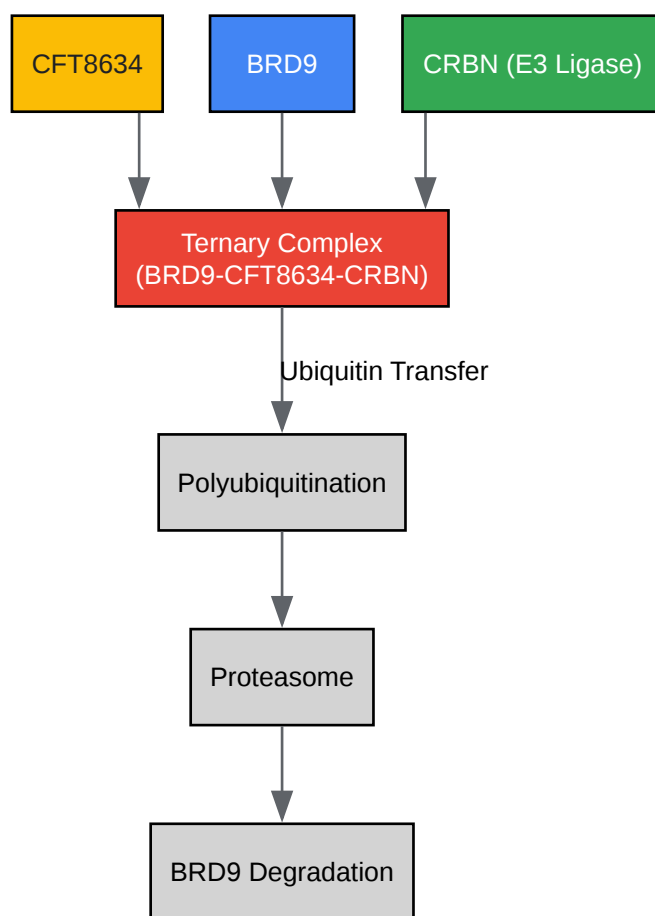 CFT8634
BRD9
CRBN (E3 Ligase)
Ternary Complex
(BRD9-CFT8634-CRBN)
Ubiquitin Transfer
Polyubiquitination
Proteasome
BRD9 Degradation